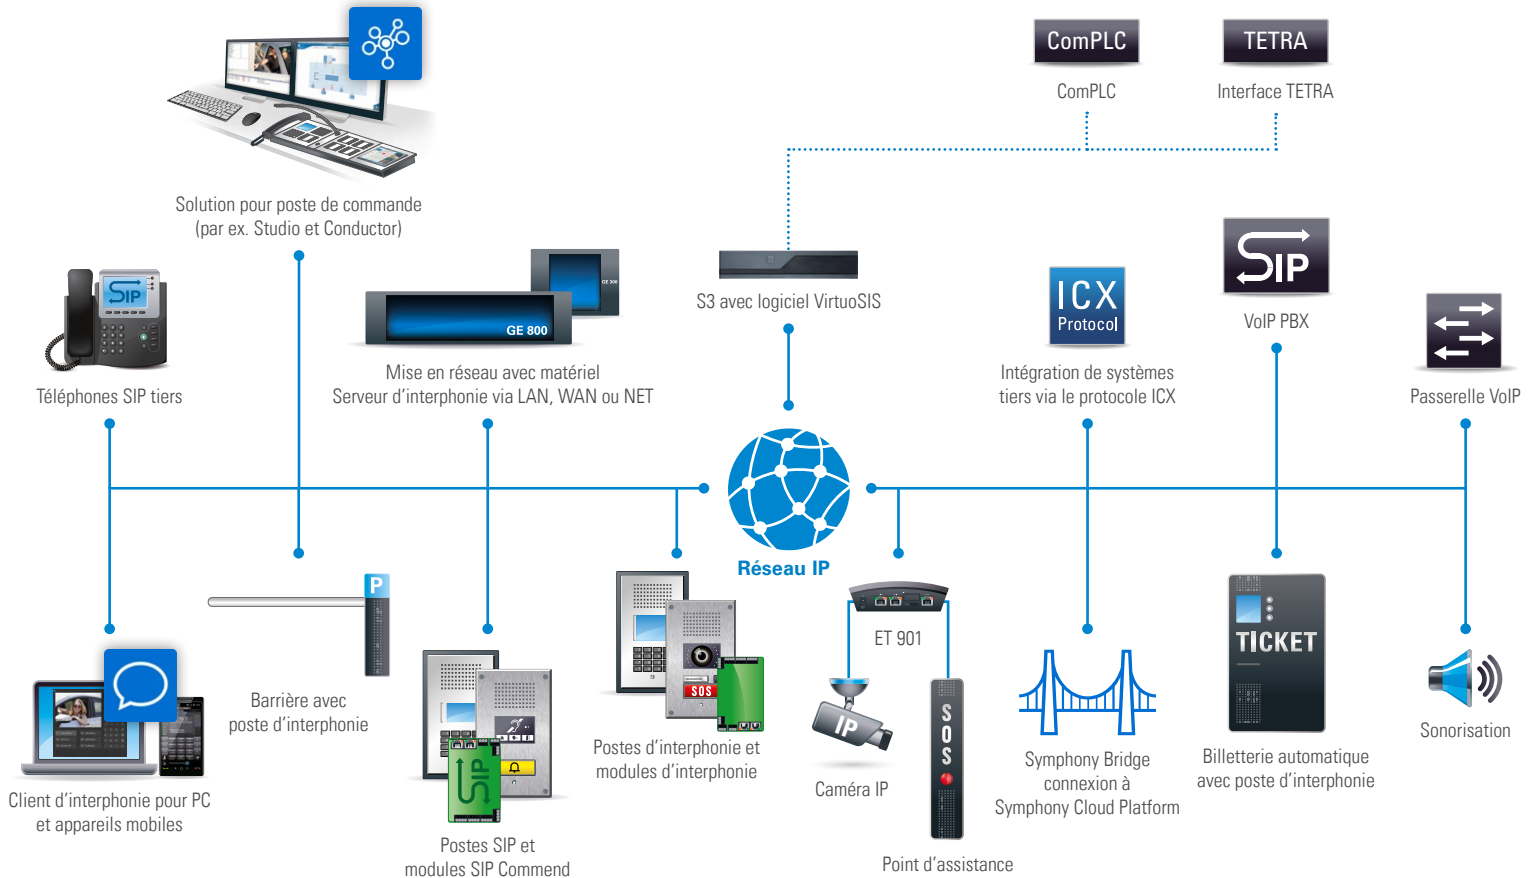 ComPLC
TETRA
ComPLC
Interface TETRA
Solution pour poste de commande
(par ex. Studio et Conductor)
SIP
Téléphones SIP tiers
GE 300
GE 800
Mise en réseau avec matériel
Serveur d'interphonie via LAN, WAN ou NET
S3 avec logiciel VirtuoSIS
ICX
Protocol
Intégration de systèmes
tiers via le protocole ICX
SIP
VoIP PBX
Passerelle VoIP
Réseau IP
P
Barrière avec
poste d'interphonie
Client d'interphonie pour PC
et appareils mobiles
SIP
Postes SIP et
modules SIP Commend
SOS
Postes d'interphonie et
modules d'interphonie
ET 901
IP
Caméra IP
SOS
Point d'assistance
Symphony Bridge
connexion à
Symphony Cloud Platform
TICKET
Billetterie automatique
avec poste d'interphonie
Sonorisation